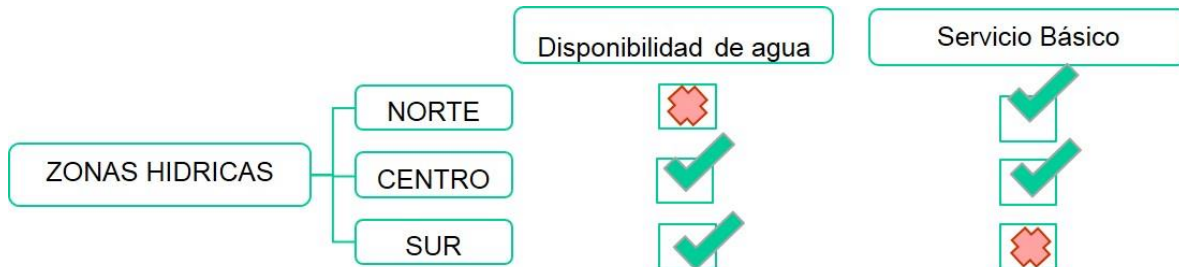 Disponibilidad de agua
Servicio Básico
NORTE
ZONAS HIDRICAS
CENTRO
SUR